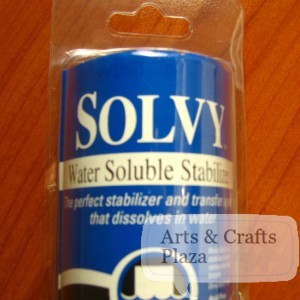 SOLVY
Water Soluble Stabilizer
The perfect stabilizer and transfer
that dissolves in water
Arts & Crafts
Plaza